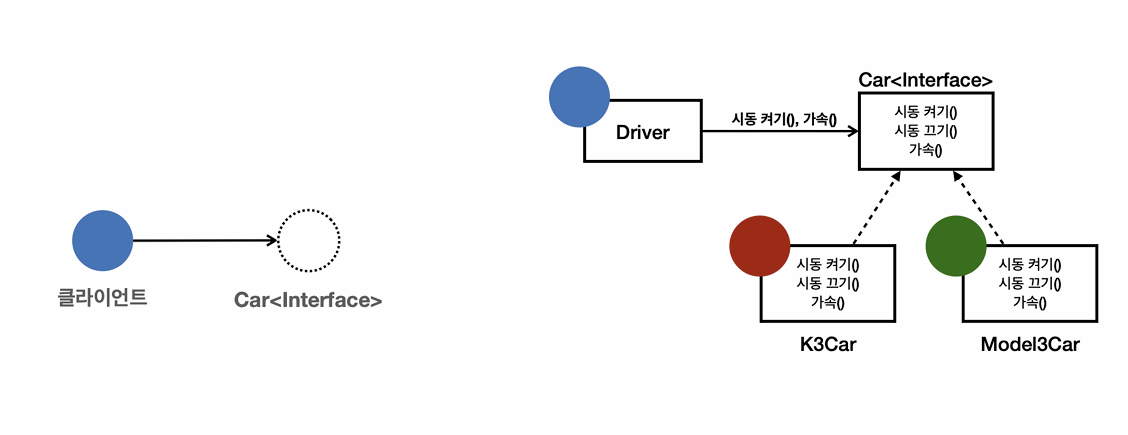 클라이언트
Car<Interface>
Driver
시동 켜기(), 가속()
Car<Interface>
시동 켜기()
시동 끄기()
가속()
시동 켜기()
시동 끄기()
가속()
K3Car
시동 켜기()
시동 끄기()
가속()
Model3Car